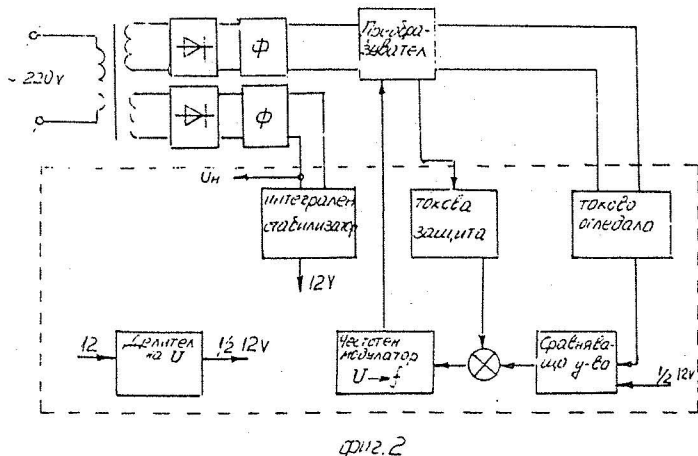 Преобра-
зувател
~ 220V
Ф
Ф
Uн
интегрален
стабилизатор
12V
токова
защита
токово
огледало
12
Делител
на U
1/2 12V
Честотен
модулатор
U → f
Сравнява-
що у-во
1/2 12V
фиг.2